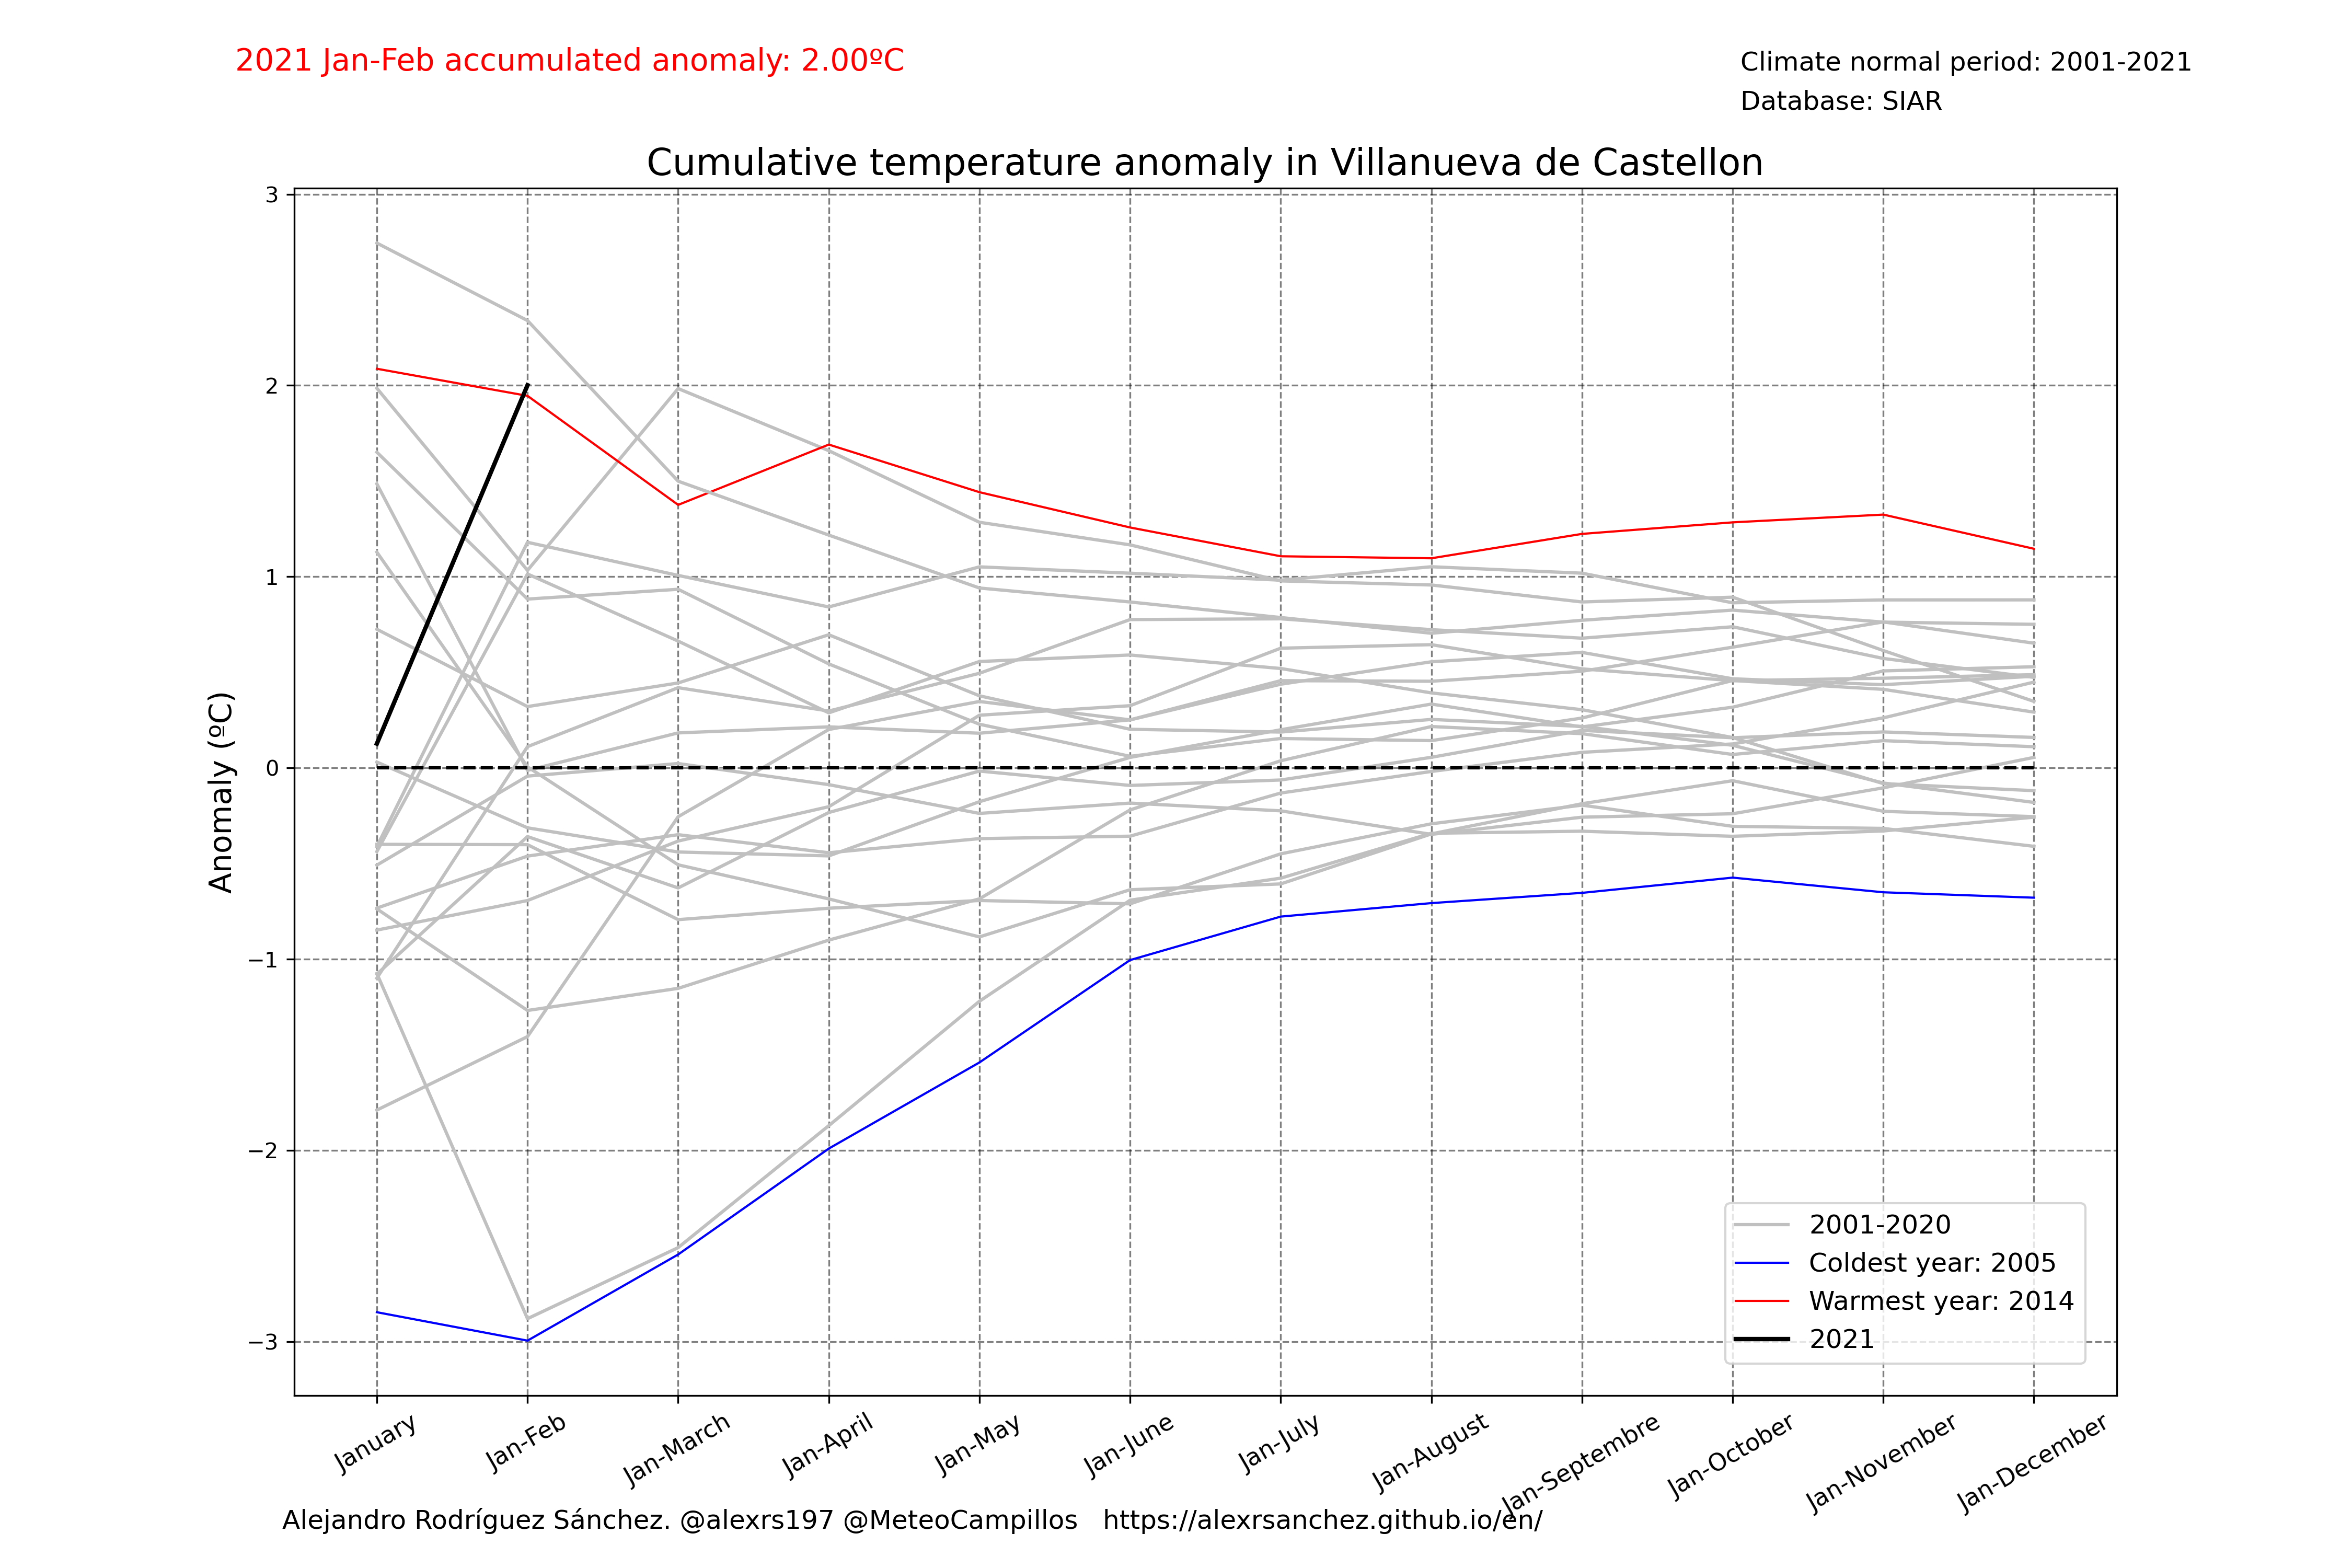 2021 Jan-Feb accumulated anomaly: 2.00ºC
Climate normal period: 2001-2021
Database: SIAR
Cumulative temperature anomaly in Villanueva de Castellon
Anomaly (ºC)
3
2
1
0
−1
−2
−3
2001-2020
Coldest year: 2005
Warmest year: 2014
2021
January
Jan-Feb
Jan-March
Jan-April
Jan-May
Jan-June
Jan-July
Jan-August
Jan-Septembre
Jan-October
Jan-November
Jan-December
Alejandro Rodríguez Sánchez. @alexrs197 @MeteoCampillos   https://alexrsanchez.github.io/en/